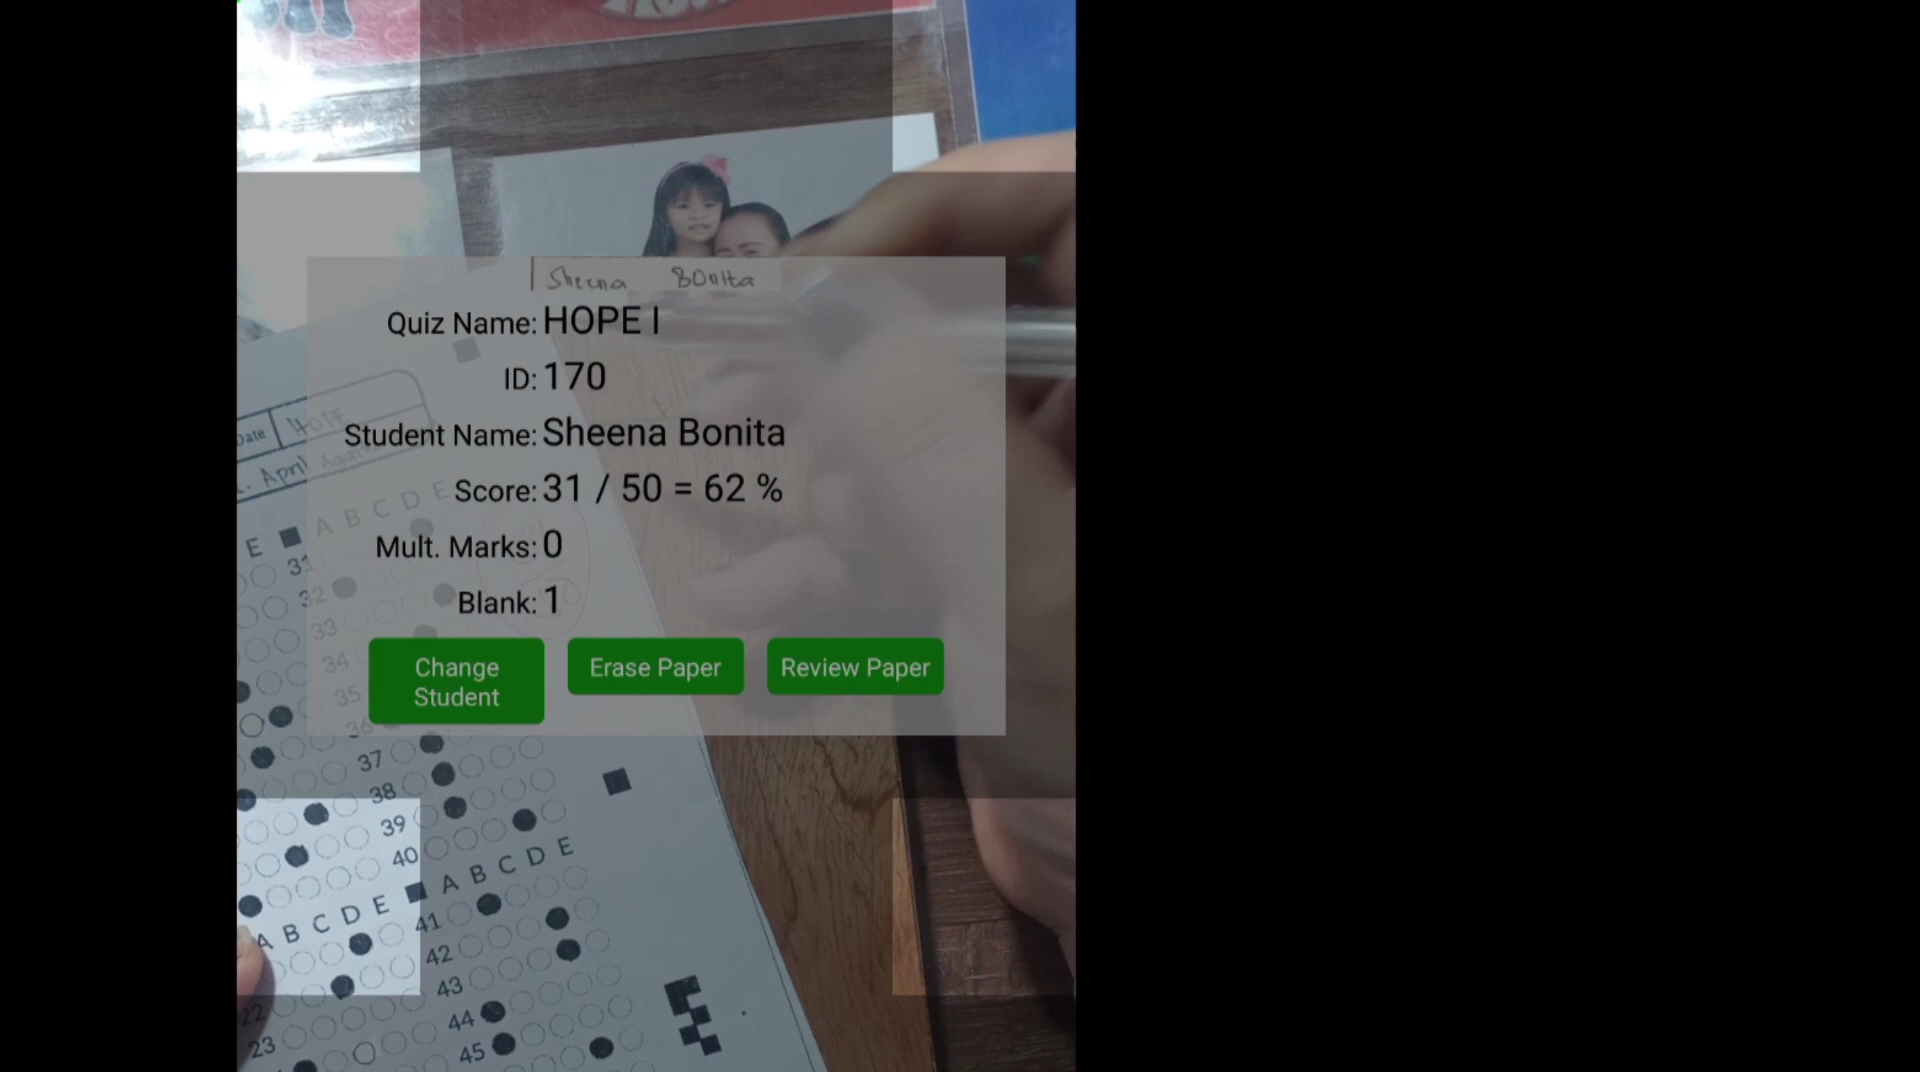 Sheena Bonita
Quiz Name: HOPE I
ID: 170
Student Name: Sheena Bonita
Score: 31 / 50 = 62 %
Mult. Marks: 0
Blank: 1
Change
Student
Erase Paper
Review Paper
Date HOPE
April
E A B C D E
31
32
33
34
35
36
37
38
39
40
A B C D E A B C D E
41
42
43
44
45
22
23